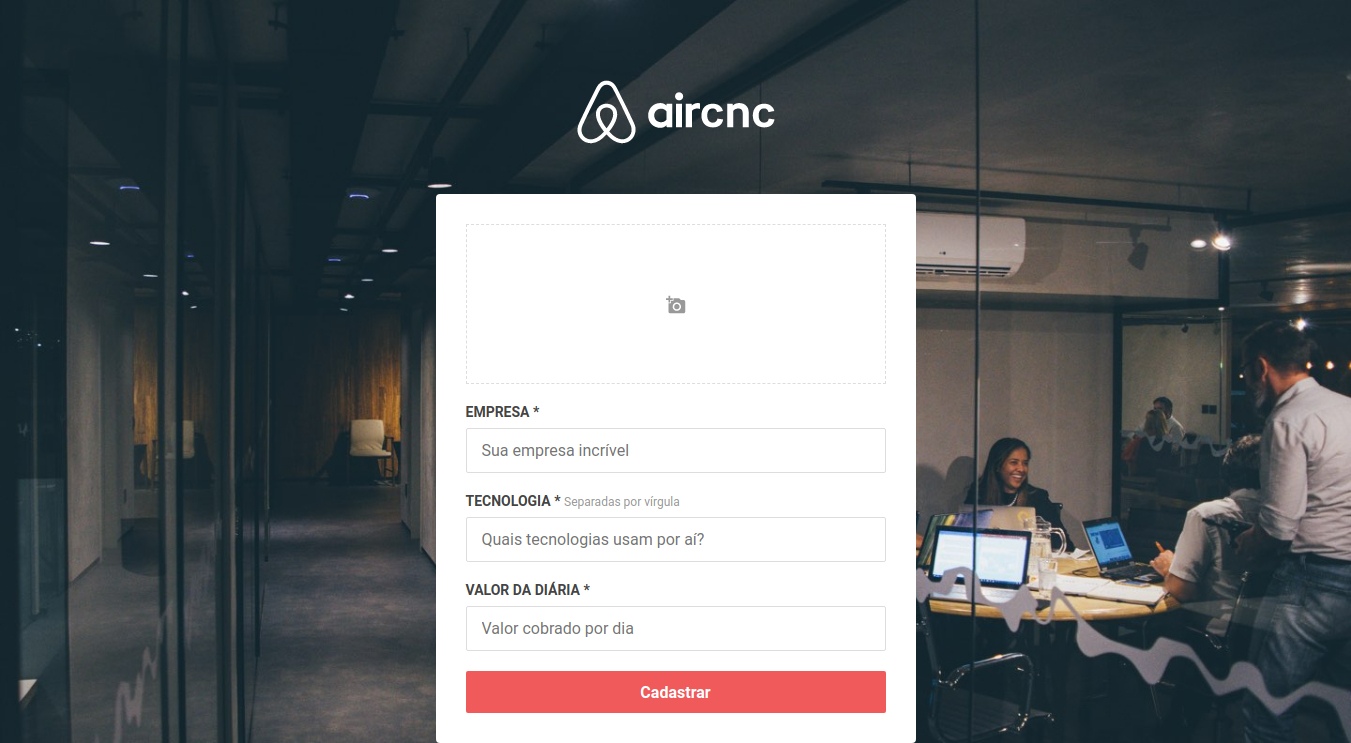 aircnc
EMPRESA *
Sua empresa incrível
TECNOLOGIA * Separadas por vírgula
Quais tecnologias usam por aí?
VALOR DA DIÁRIA *
Valor cobrado por dia
Cadastrar